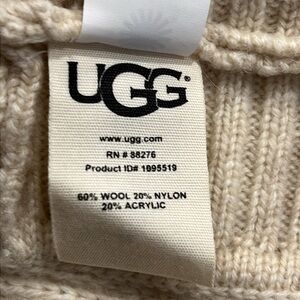 UGG®
www.ugg.com
RN # 88276
Product ID# 1095519
60% WOOL 20% NYLON
20% ACRYLIC